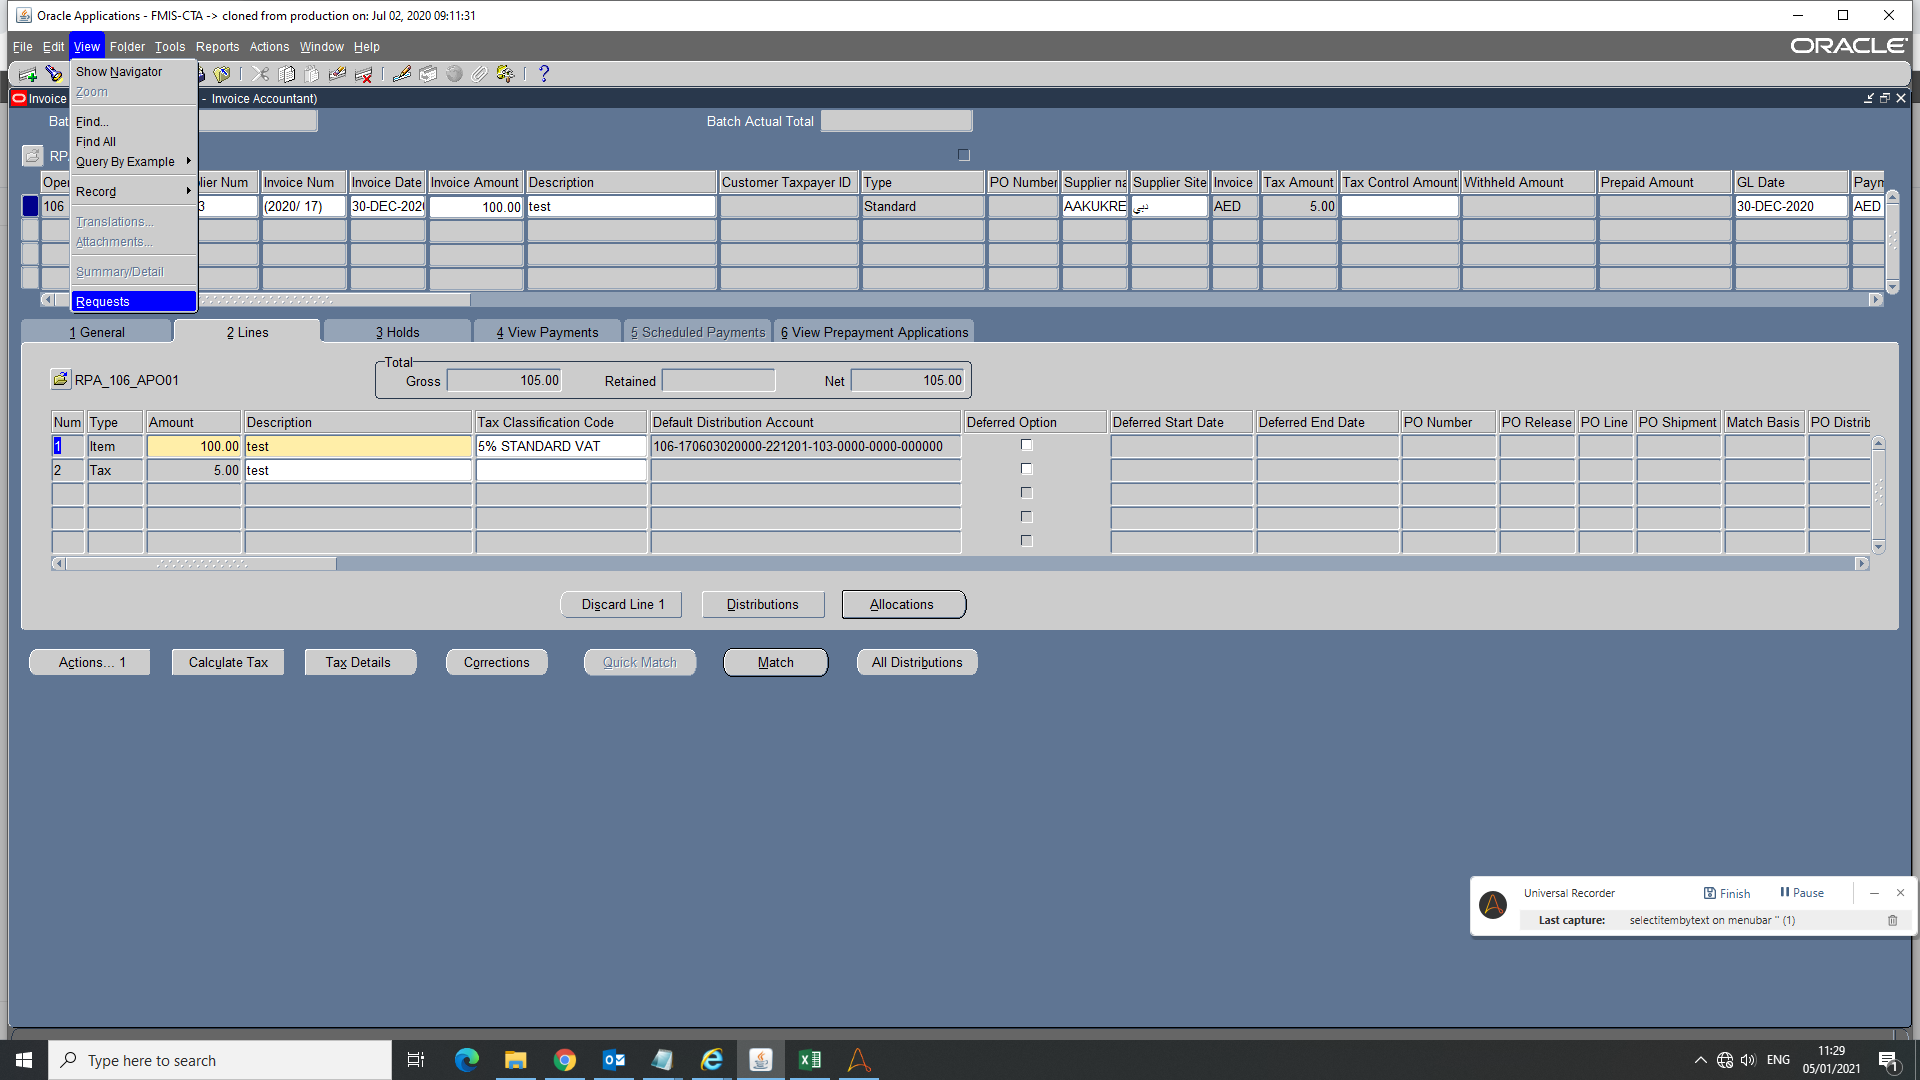 Oracle Applications - FMIS-CTA -> cloned from production on: Jul 02, 2020 09:11:31
File Edit View Folder Tools Reports Actions Window Help
ORACLE
Show Navigator
Zoom
Find...
Find All
Query By Example
Record
Translations...
Attachments...
Summary/Detail
Requests
Invoice - Invoice Accountant)
Batch Actual Total
Invoice Num Invoice Date Invoice Amount Description Customer Taxpayer ID Type PO Number Supplier Site Invoice Tax Amount Tax Control Amount Withheld Amount Prepaid Amount GL Date
106 3 (2020/ 17) 30-DEC-202 100.00 test Standard AAKUKRE دبي AED 5.00 30-DEC-2020 AED
1 General 2 Lines 3 Holds 4 View Payments 5 Scheduled Payments 6 View Prepayment Applications
Total
RPA_106_APO01 Gross 105.00 Retained Net 105.00
Num Type Amount Description Tax Classification Code Default Distribution Account Deferred Option Deferred Start Date Deferred End Date PO Number PO Release PO Line PO Shipment Match Basis PO Distrib
1 Item 100.00 test 5% STANDARD VAT 106-170603020000-221201-103-0000-0000-000000
2 Tax 5.00 test
Discard Line 1 Distributions Allocations
Actions... 1 Calculate Tax Tax Details Corrections Quick Match Match All Distributions
Universal Recorder Finish Pause
Last capture: selectitembytext on menubar '' (1)
Type here to search
ENG
11:29
05/01/2021
1